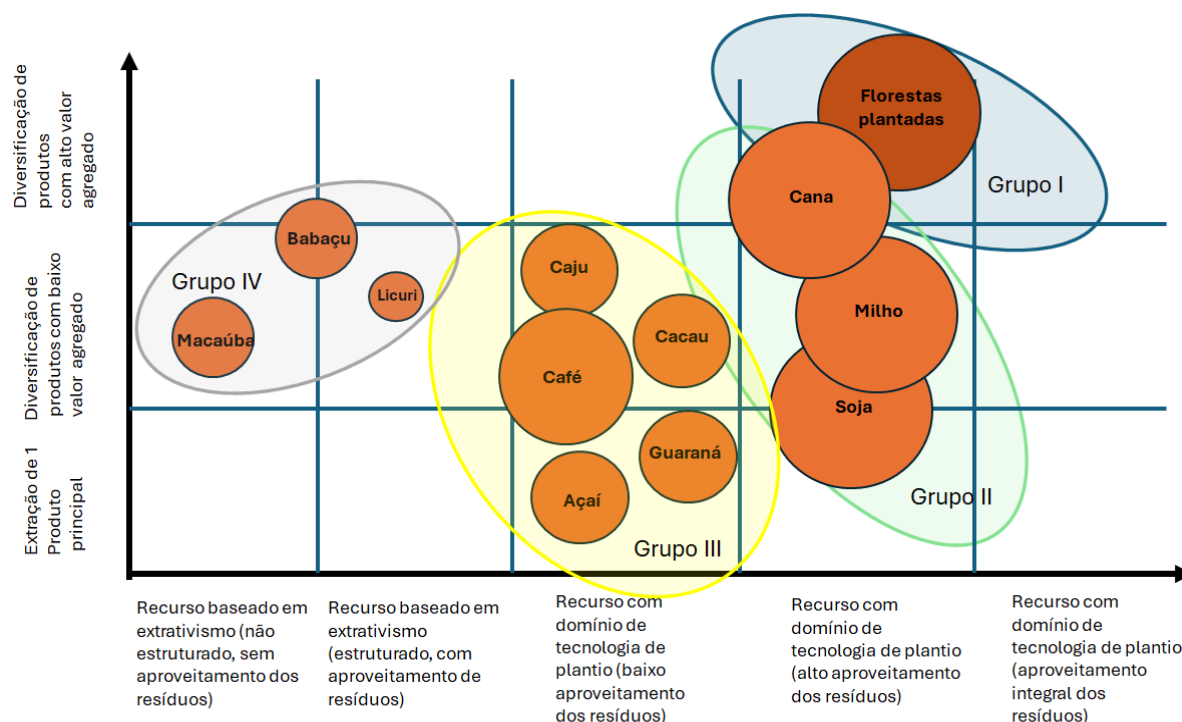 Diversificação de
produtos
com alto valor
agregado
Diversificação de
produtos com baixo
valor agregado
Extração de 1
Produto
principal
Florestas
plantadas
Grupo I
Cana
Babaçu
Grupo IV
Licuri
Macaúba
Caju
Cacau
Café
Milho
Soja
Guaraná
Açaí
Grupo II
Grupo III
Recurso baseado em
extrativismo (não
estruturado, sem
aproveitamento dos
resíduos)
Recurso baseado em
extrativismo
(estruturado, com
aproveitamento de
resíduos)
Recurso com
domínio de
tecnologia de
plantio (baixo
aproveitamento
dos resíduos)
Recurso com
domínio de
tecnologia de plantio
(alto aproveitamento
dos resíduos)
Recurso com
domínio de
tecnologia de plantio
(aproveitamento
integral dos
resíduos)